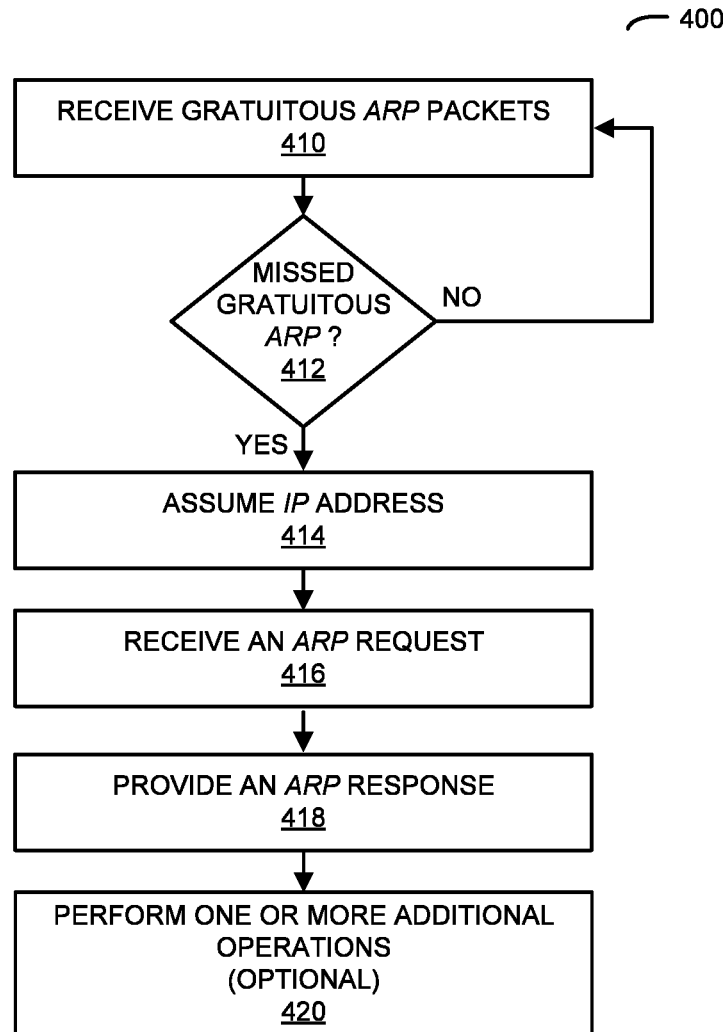 400
RECEIVE GRATUITOUS ARP PACKETS
410
MISSED
GRATUITOUS
ARP ?
412
NO
YES
ASSUME IP ADDRESS
414
RECEIVE AN ARP REQUEST
416
PROVIDE AN ARP RESPONSE
418
PERFORM ONE OR MORE ADDITIONAL
OPERATIONS
(OPTIONAL)
420